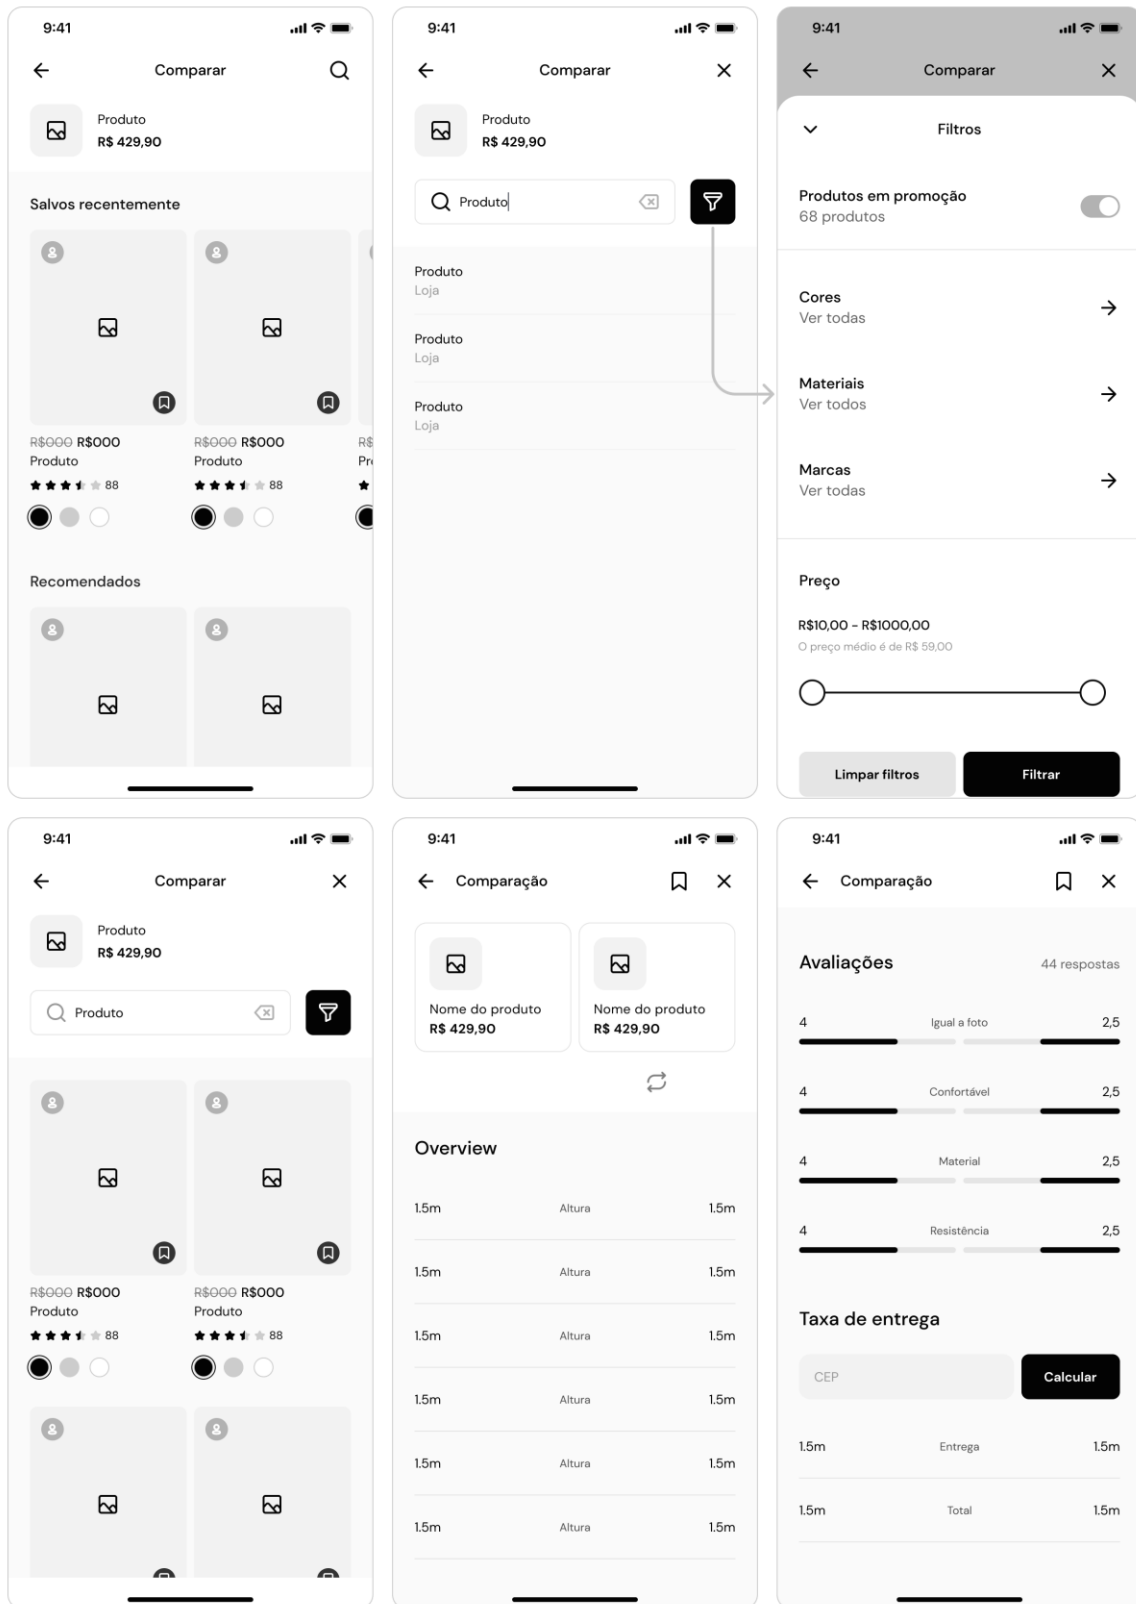 9:41
Comparar
Produto
R$ 429,90
Salvos recentemente
R$000 R$000
Produto
88
R$000 R$000
Produto
88
R$
Pr
Recomendados
9:41
Comparar
Produto
R$ 429,90
Produto
Produto
Loja
Produto
Loja
Produto
Loja
9:41
Comparar
Filtros
Produtos em promoção
68 produtos
Cores
Ver todas
Materiais
Ver todos
Marcas
Ver todas
Preço
R$10,00 - R$1000,00
O preço médio é de R$ 59,00
Limpar filtros
Filtrar
9:41
Comparar
Produto
R$ 429,90
Produto
R$000 R$000
Produto
88
R$000 R$000
Produto
88
9:41
Comparação
Nome do produto
R$ 429,90
Nome do produto
R$ 429,90
Overview
1.5m Altura 1.5m
1.5m Altura 1.5m
1.5m Altura 1.5m
1.5m Altura 1.5m
1.5m Altura 1.5m
1.5m Altura 1.5m
9:41
Comparação
Avaliações 44 respostas
4 Igual a foto 2,5
4 Confortável 2,5
4 Material 2,5
4 Resistência 2,5
Taxa de entrega
CEP
Calcular
1.5m Entrega 1.5m
1.5m Total 1.5m